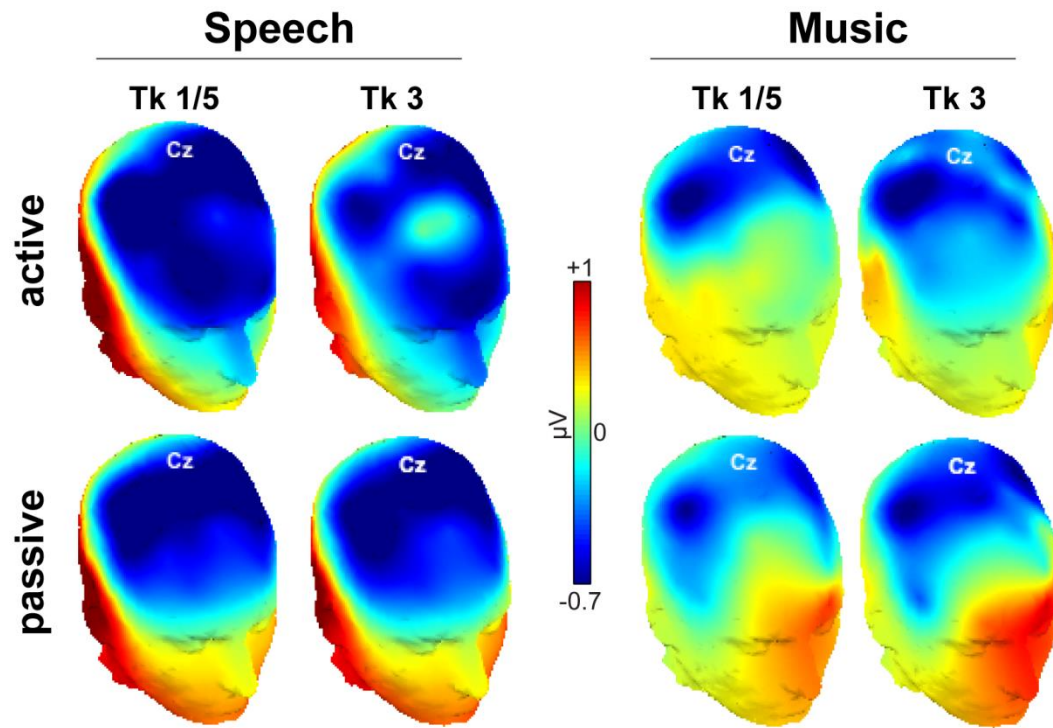 Speech Music
Tk 1/5 Tk 3 Tk 1/5 Tk 3
active
Cz Cz Cz Cz
+1
µV 0
-0.7
passive
Cz Cz Cz Cz